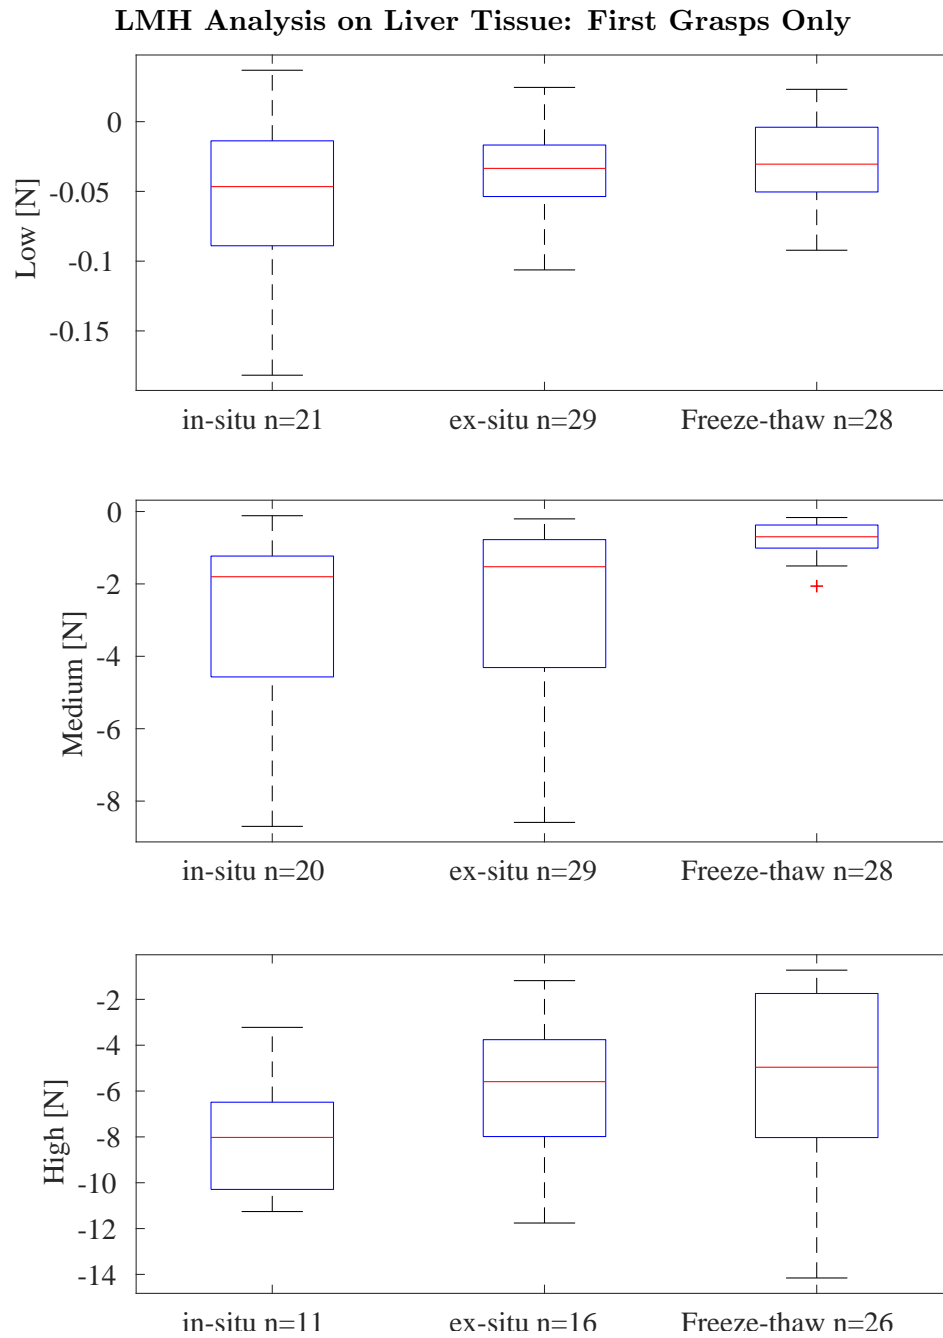 LMH Analysis on Liver Tissue: First Grasps Only
Low [N]
0
-0.05
-0.1
-0.15
in-situ n=21 ex-situ n=29 Freeze-thaw n=28
Medium [N]
0
-2
-4
-6
-8
in-situ n=20 ex-situ n=29 Freeze-thaw n=28
High [N]
-2
-4
-6
-8
-10
-12
-14
in-situ n=11 ex-situ n=16 Freeze-thaw n=26